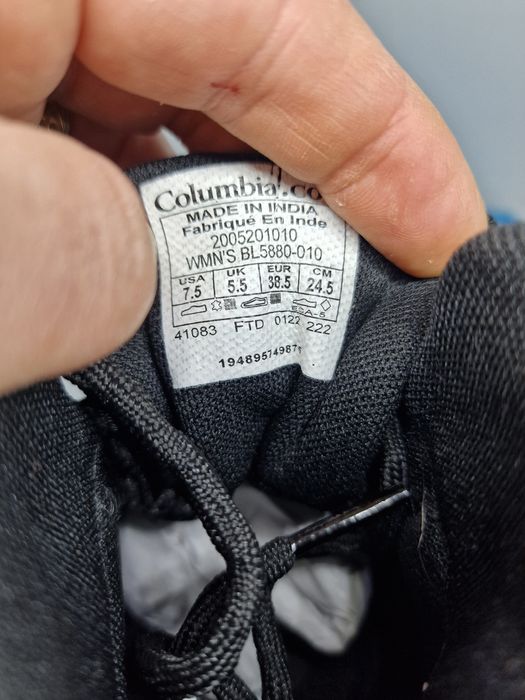 Columbia.co
MADE IN INDIA
Fabriqué En Inde
2005201010
WMN'S BL5880-010
USA UK EUR CM
7.5 5.5 38.5 24.5
41083 FTD 0122 222